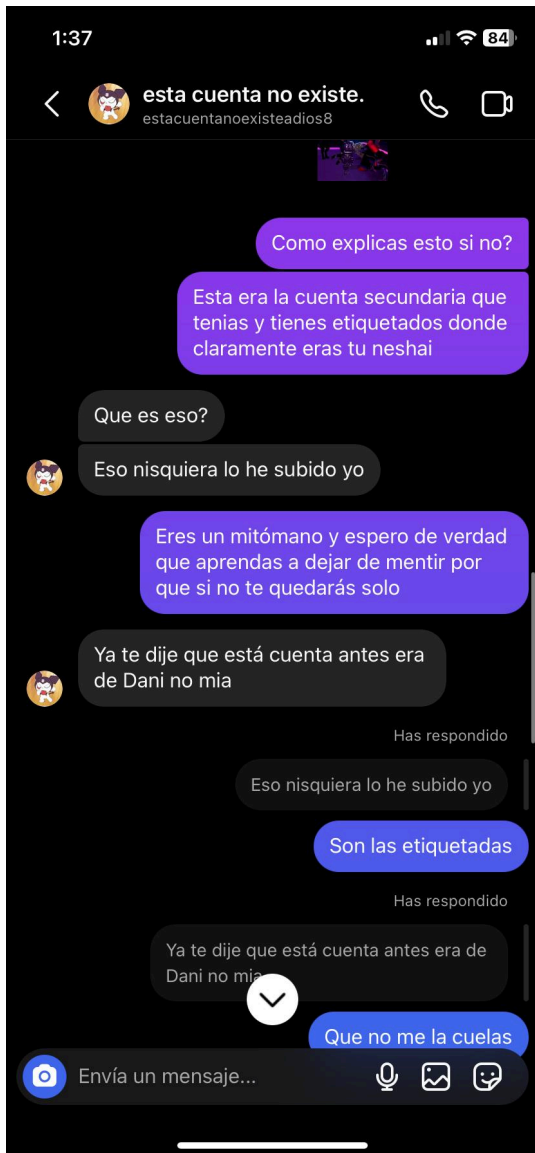 1:37
84
esta cuenta no existe.
estacuentanoexisteadios8
Como explicas esto si no?
Esta era la cuenta secundaria que
tenias y tienes etiquetados donde
claramente eras tu neshai
Que es eso?
Eso nisquiera lo he subido yo
Eres un mitómano y espero de verdad
que aprendas a dejar de mentir por
que si no te quedarás solo
Ya te dije que está cuenta antes era
de Dani no mia
Has respondido
Eso nisquiera lo he subido yo
Son las etiquetadas
Has respondido
Ya te dije que está cuenta antes era de
Dani no mia
Que no me la cuelas
Envía un mensaje...